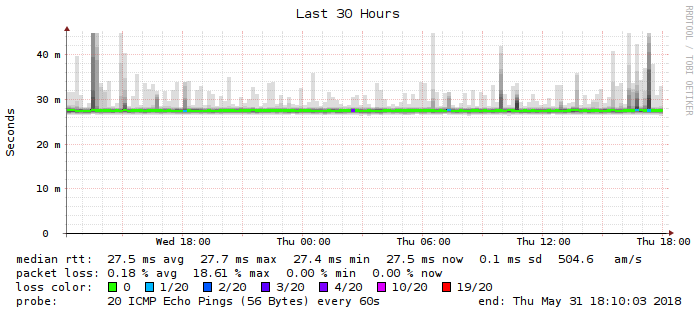 Last 30 Hours
RRDTOOL / TOBI OETIKER
Seconds
40 m
30 m
20 m
10 m
0
Wed 18:00 Thu 00:00 Thu 06:00 Thu 12:00 Thu 18:00
median rtt: 27.5 ms avg 27.7 ms max 27.4 ms min 27.5 ms now 0.1 ms sd 504.6 am/s
packet loss: 0.18 % avg 18.61 % max 0.00 % min 0.00 % now
loss color: 0 1/20 2/20 3/20 4/20 10/20 19/20
probe: 20 ICMP Echo Pings (56 Bytes) every 60s end: Thu May 31 18:10:03 2018